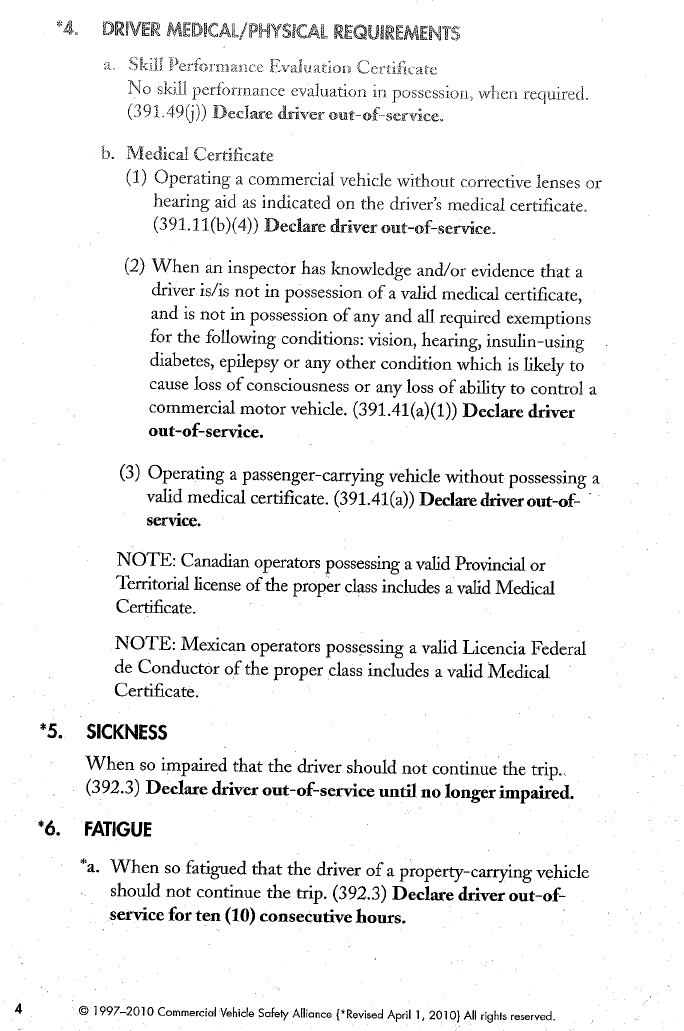 *4. DRIVER MEDICAL/PHYSICAL REQUIREMENTS
a. Skill Performance Evaluation Certificate
No skill performance evaluation in possession, when required.
(391.49(j)) Declare driver out-of-service.
b. Medical Certificate
(1) Operating a commercial vehicle without corrective lenses or
hearing aid as indicated on the driver's medical certificate.
(391.11(b)(4)) Declare driver out-of-service.
(2) When an inspector has knowledge and/or evidence that a
driver is/is not in possession of a valid medical certificate,
and is not in possession of any and all required exemptions
for the following conditions: vision, hearing, insulin-using
diabetes, epilepsy or any other condition which is likely to
cause loss of consciousness or any loss of ability to control a
commercial motor vehicle. (391.41(a)(1)) Declare driver
out-of-service.
(3) Operating a passenger-carrying vehicle without possessing a
valid medical certificate. (391.41(a)) Declare driver out-of-
service.
NOTE: Canadian operators possessing a valid Provincial or
Territorial license of the proper class includes a valid Medical
Certificate.
NOTE: Mexican operators possessing a valid Licencia Federal
de Conductor of the proper class includes a valid Medical
Certificate.
*5. SICKNESS
When so impaired that the driver should not continue the trip.
(392.3) Declare driver out-of-service until no longer impaired.
*6. FATIGUE
*a. When so fatigued that the driver of a property-carrying vehicle
should not continue the trip. (392.3) Declare driver out-of-
service for ten (10) consecutive hours.
4 © 1997–2010 Commercial Vehicle Safety Alliance {*Revised April 1, 2010} All rights reserved.